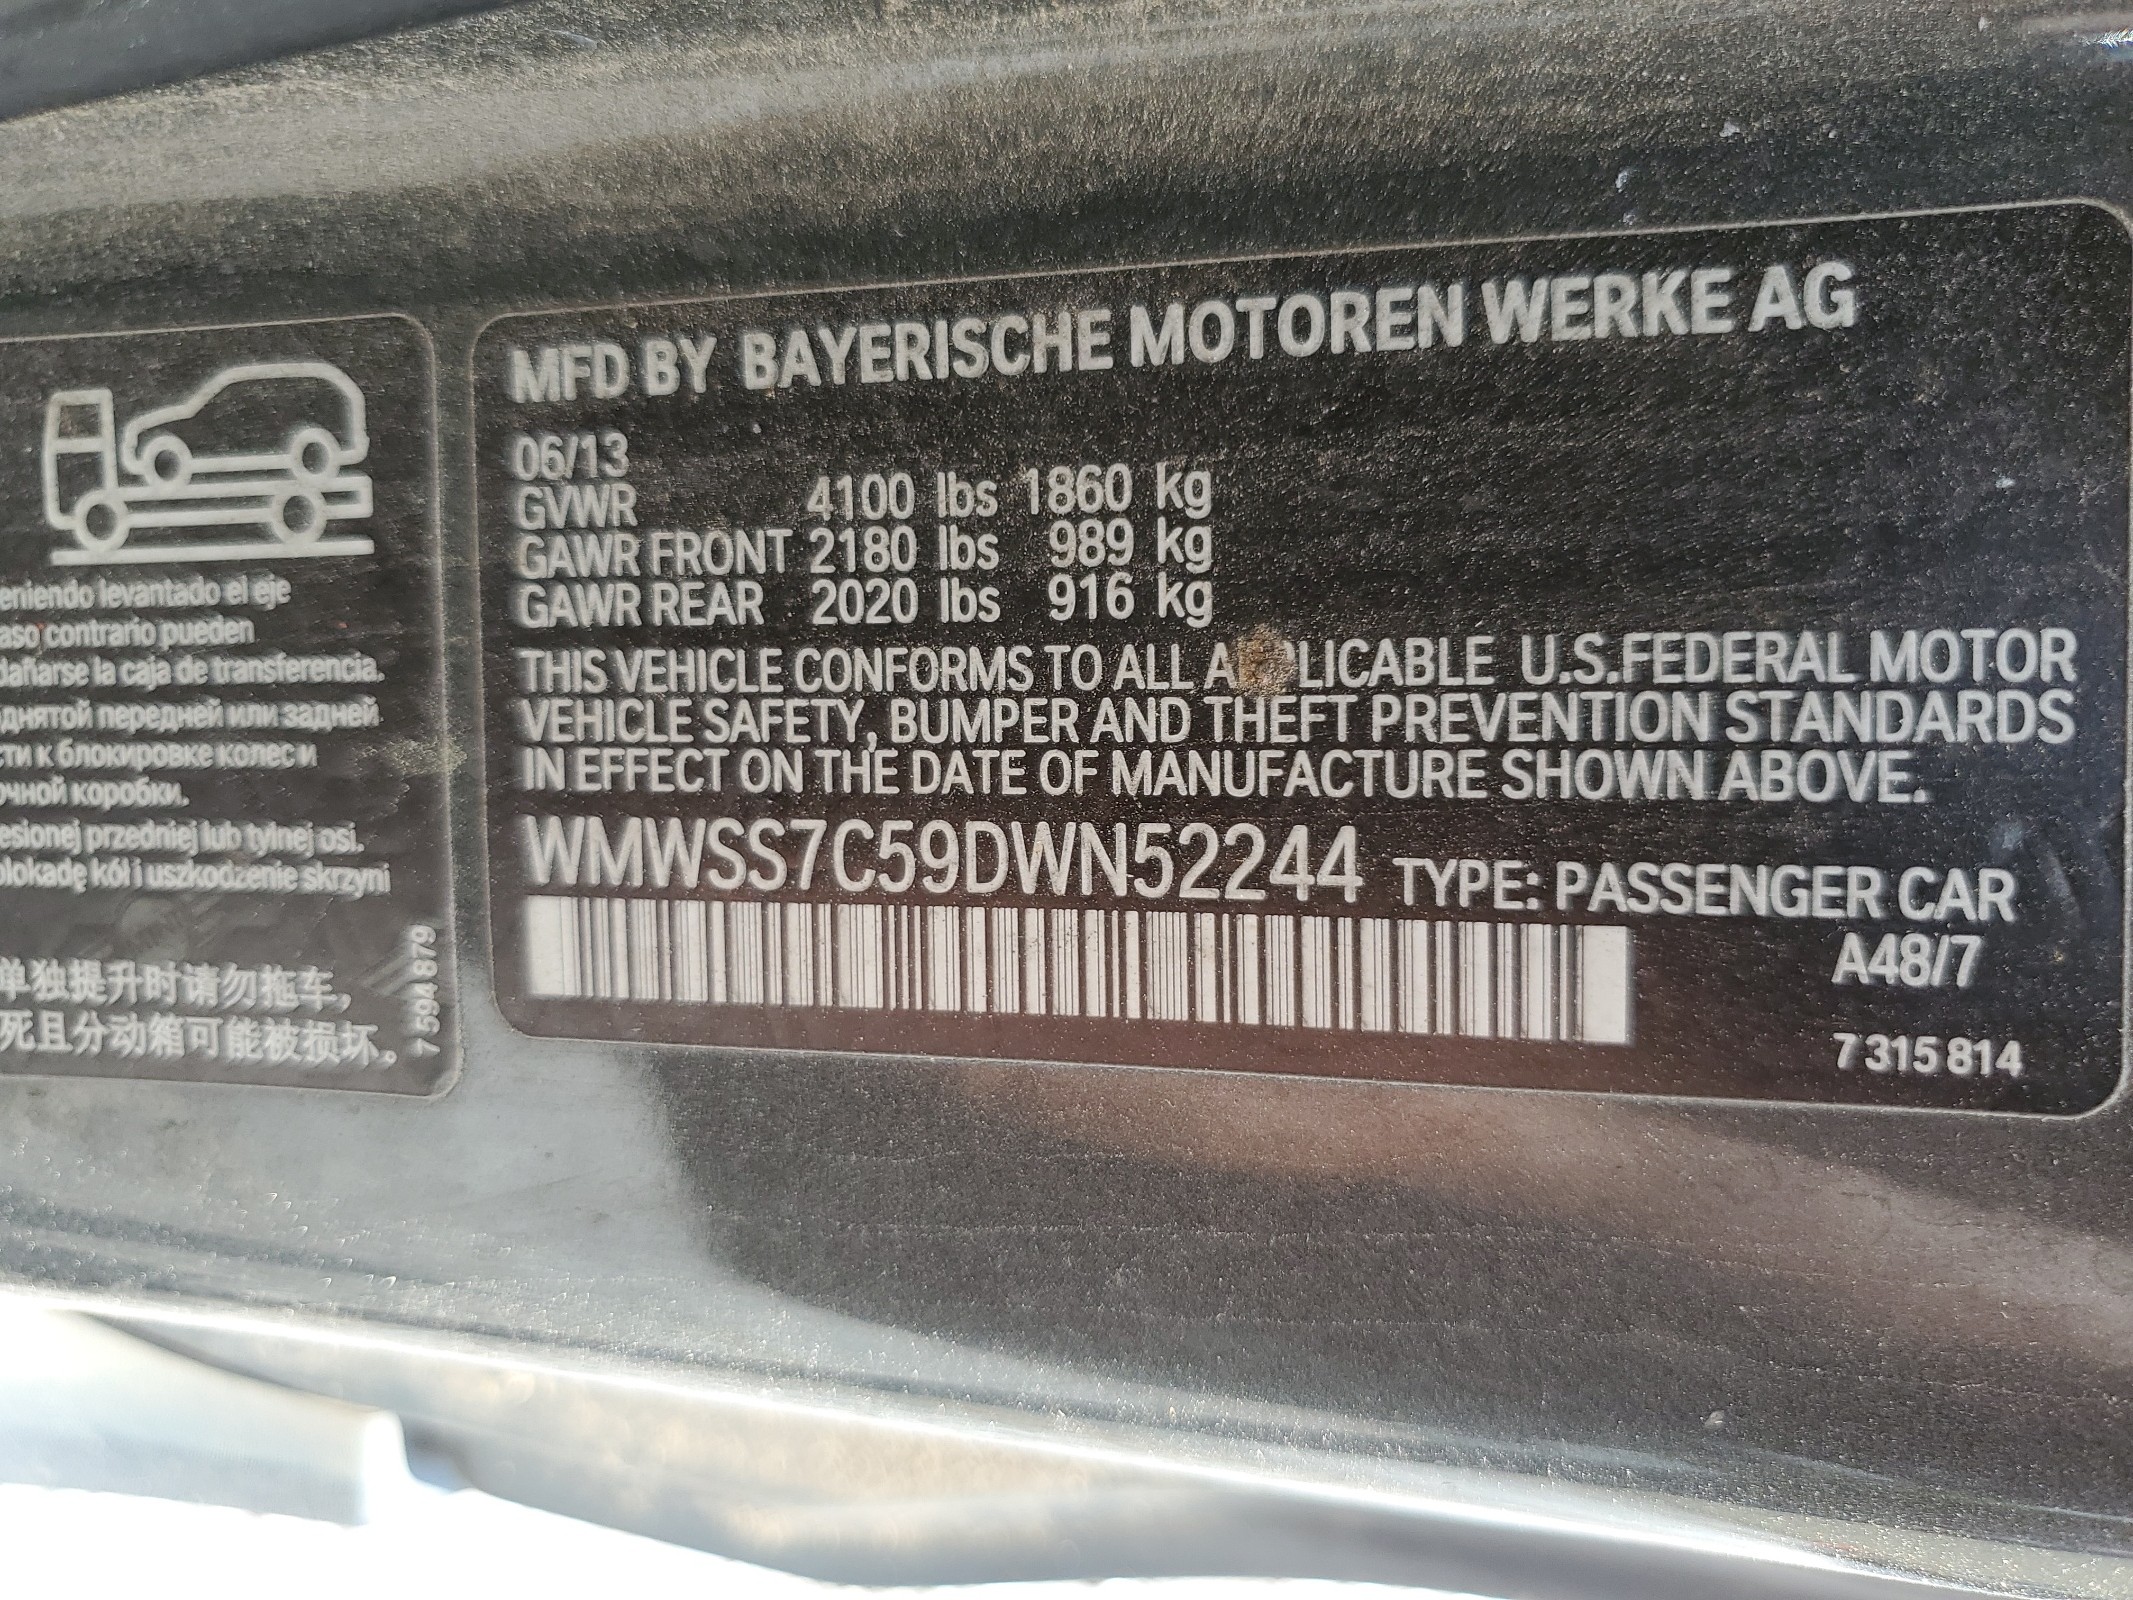 MFD BY BAYERISCHE MOTOREN WERKE AG
06/13
GVWR 4100 lbs 1860 kg
GAWR FRONT 2180 lbs 989 kg
GAWR REAR 2020 lbs 916 kg
THIS VEHICLE CONFORMS TO ALL A LICABLE U.S.FEDERAL MOTOR
VEHICLE SAFETY, BUMPER AND THEFT PREVENTION STANDARDS
IN EFFECT ON THE DATE OF MANUFACTURE SHOWN ABOVE.
WMWSS7C59DWN52244 TYPE: PASSENGER CAR
A48/7
7 315 814
eniendo levantado el eje
aso contrario pueden
dañarse la caja de transferencia.
днятой передней или задней
сти к блокировке колес и
очной коробки.
esionej przedniej lub tylnej osi.
blokadę kół i uszkodzenie skrzyni
单独提升时请勿拖车，
死且分动箱可能被损坏。
7 594 879